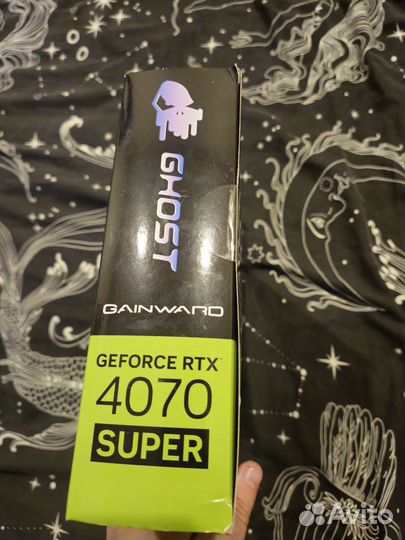 GHOST
GAINWARD
GEFORCE RTX
4070
SUPER
Avito